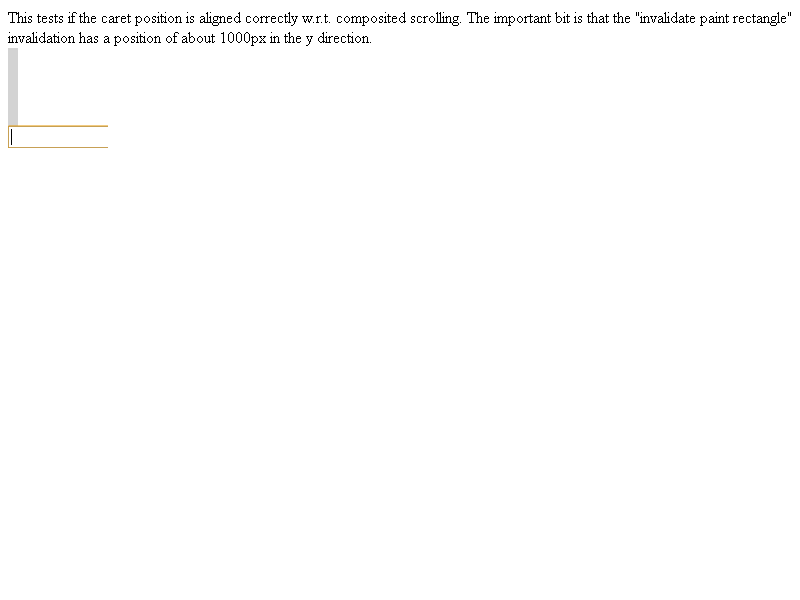 This tests if the caret position is aligned correctly w.r.t. composited scrolling. The important bit is that the "invalidate paint rectangle"
invalidation has a position of about 1000px in the y direction.